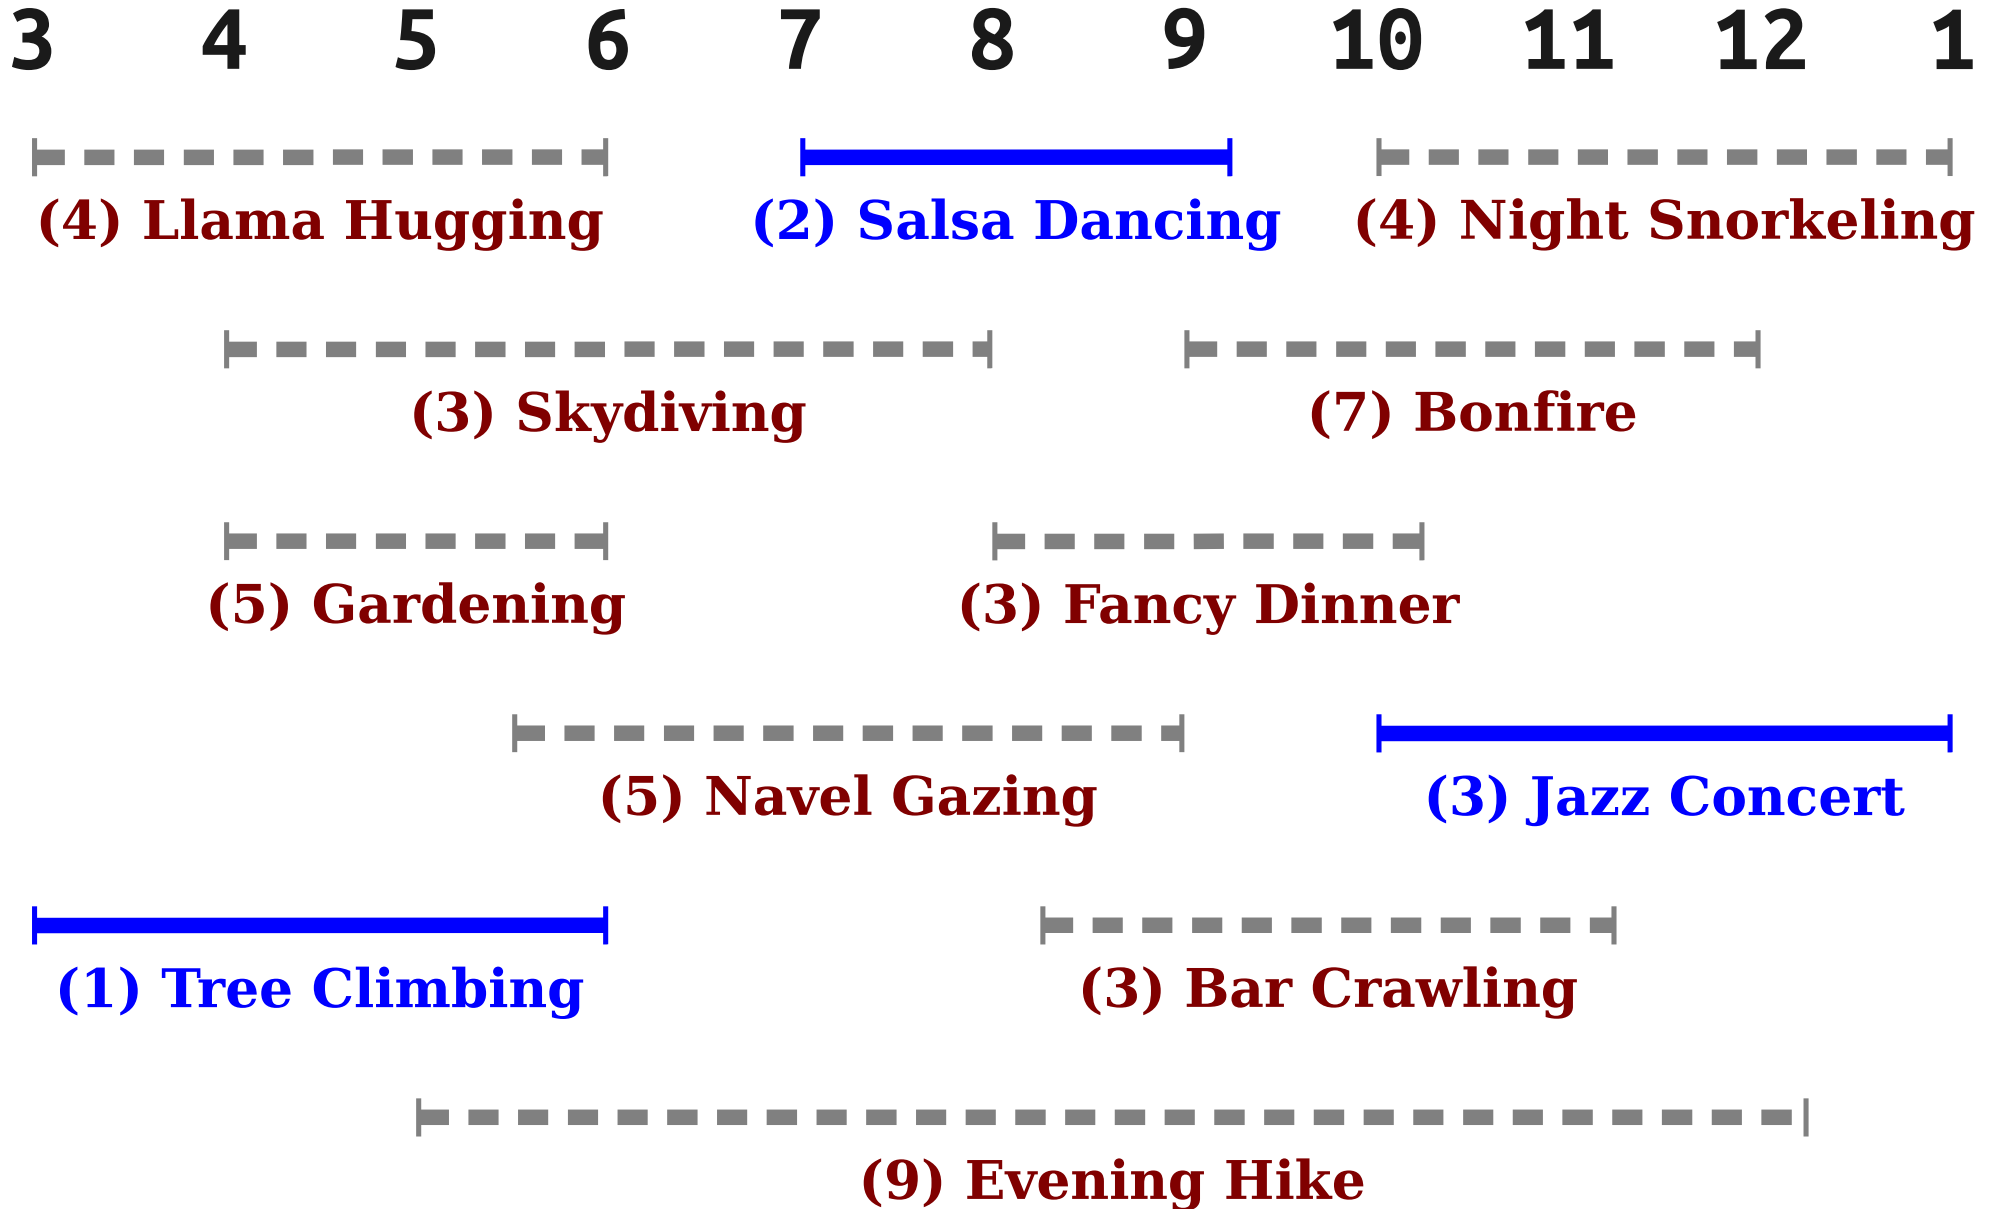 3 4 5 6 7 8 9 10 11 12 1
(4) Llama Hugging (2) Salsa Dancing (4) Night Snorkeling
(3) Skydiving (7) Bonfire
(5) Gardening (3) Fancy Dinner
(5) Navel Gazing (3) Jazz Concert
(1) Tree Climbing (3) Bar Crawling
(9) Evening Hike